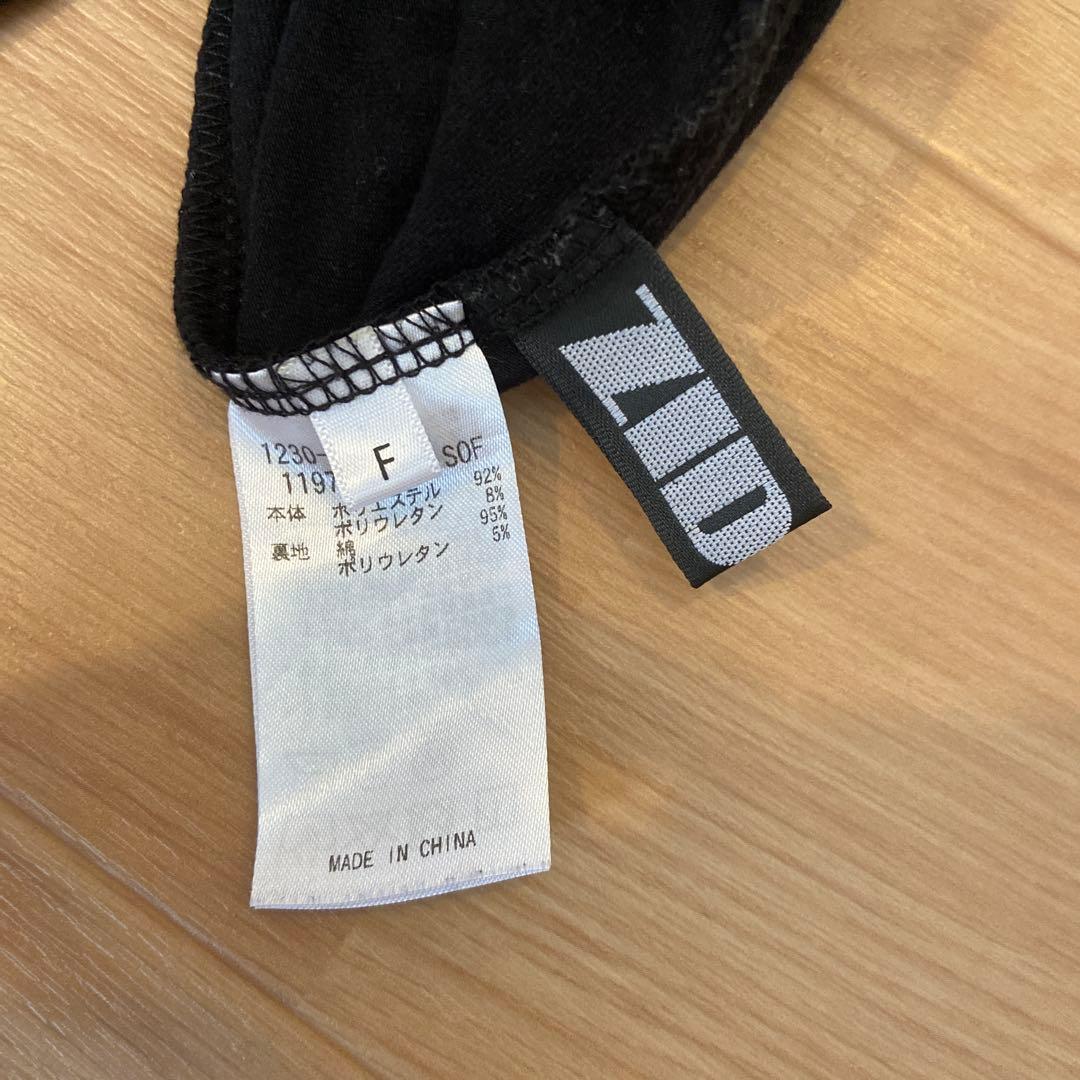 F
1230-
SOF
1197
本体 ポリエステル 92%
ポリウレタン 8%
裏地 綿 95%
ポリウレタン 5%
MADE IN CHINA